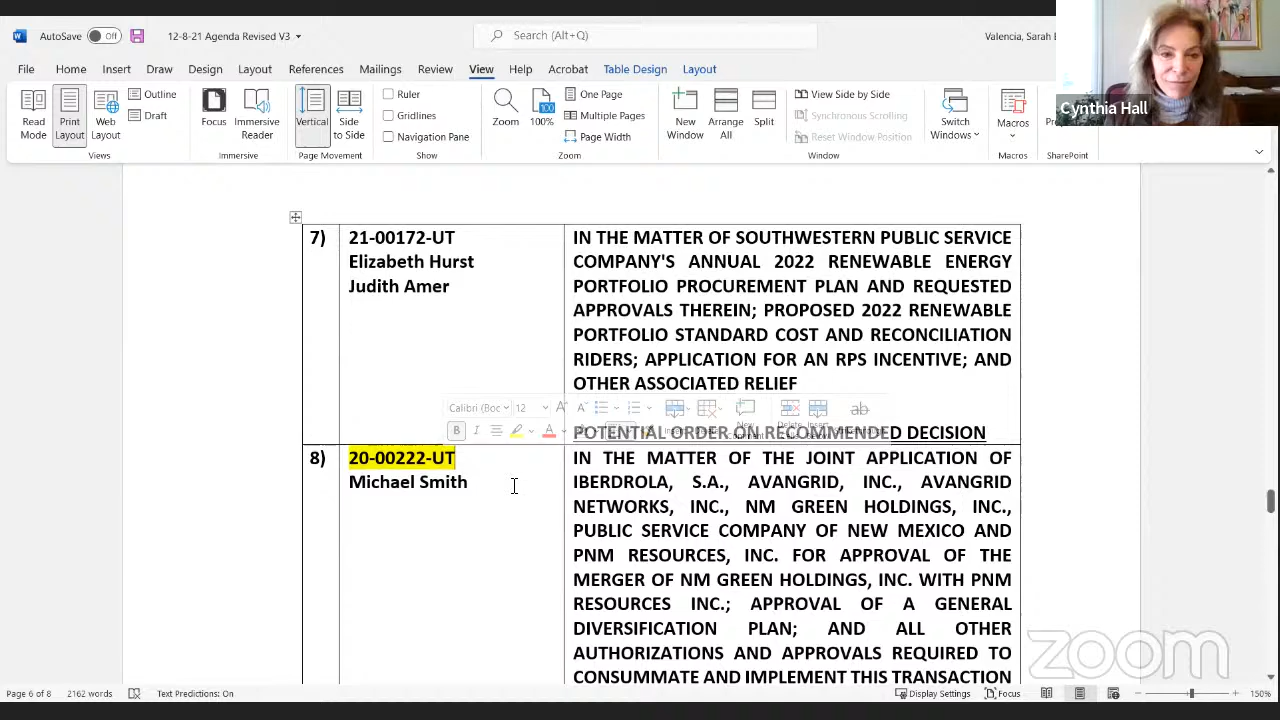 AutoSave Off 12-8-21 Agenda Revised V3 Search (Alt+Q) Valencia, Sarah
File Home Insert Draw Design Layout References Mailings Review View Help Acrobat Table Design Layout
Read Mode Print Layout Web Layout Outline Draft Views
Focus Immersive Reader Immersive
Vertical Side to Side Page Movement
Ruler Gridlines Navigation Pane Show
Zoom 100% One Page Multiple Pages Page Width Zoom
New Window Arrange All Split View Side by Side Synchronous Scrolling Reset Window Position Switch Windows Window
Macros Macros
SharePoint
Cynthia Hall
7) 21-00172-UT
Elizabeth Hurst
Judith Amer
IN THE MATTER OF SOUTHWESTERN PUBLIC SERVICE
COMPANY'S ANNUAL 2022 RENEWABLE ENERGY
PORTFOLIO PROCUREMENT PLAN AND REQUESTED
APPROVALS THEREIN; PROPOSED 2022 RENEWABLE
PORTFOLIO STANDARD COST AND RECONCILIATION
RIDERS; APPLICATION FOR AN RPS INCENTIVE; AND
OTHER ASSOCIATED RELIEF
Calibri (Boc 12
POTENTIAL ORDER ON RECOMMENDED DECISION
8) 20-00222-UT
Michael Smith
IN THE MATTER OF THE JOINT APPLICATION OF
IBERDROLA, S.A., AVANGRID, INC., AVANGRID
NETWORKS, INC., NM GREEN HOLDINGS, INC.,
PUBLIC SERVICE COMPANY OF NEW MEXICO AND
PNM RESOURCES, INC. FOR APPROVAL OF THE
MERGER OF NM GREEN HOLDINGS, INC. WITH PNM
RESOURCES INC.; APPROVAL OF A GENERAL
DIVERSIFICATION PLAN; AND ALL OTHER
AUTHORIZATIONS AND APPROVALS REQUIRED TO
CONSUMMATE AND IMPLEMENT THIS TRANSACTION
zoom
Page 6 of 8 2162 words Text Predictions: On Display Settings Focus 150%